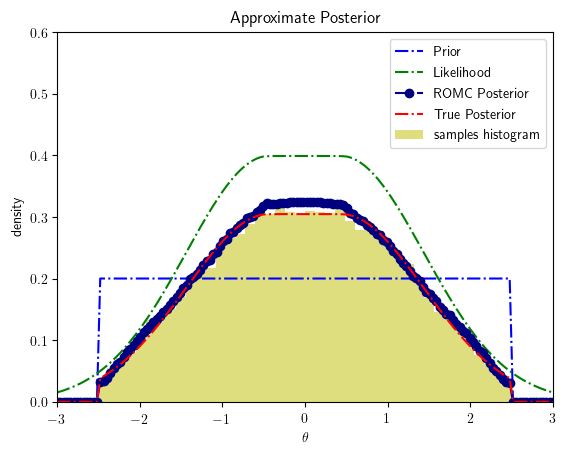 Approximate Posterior
density
0.6
0.5
0.4
0.3
0.2
0.1
0.0
Prior
Likelihood
ROMC Posterior
True Posterior
samples histogram
−3 −2 −1 0 1 2 3
θ